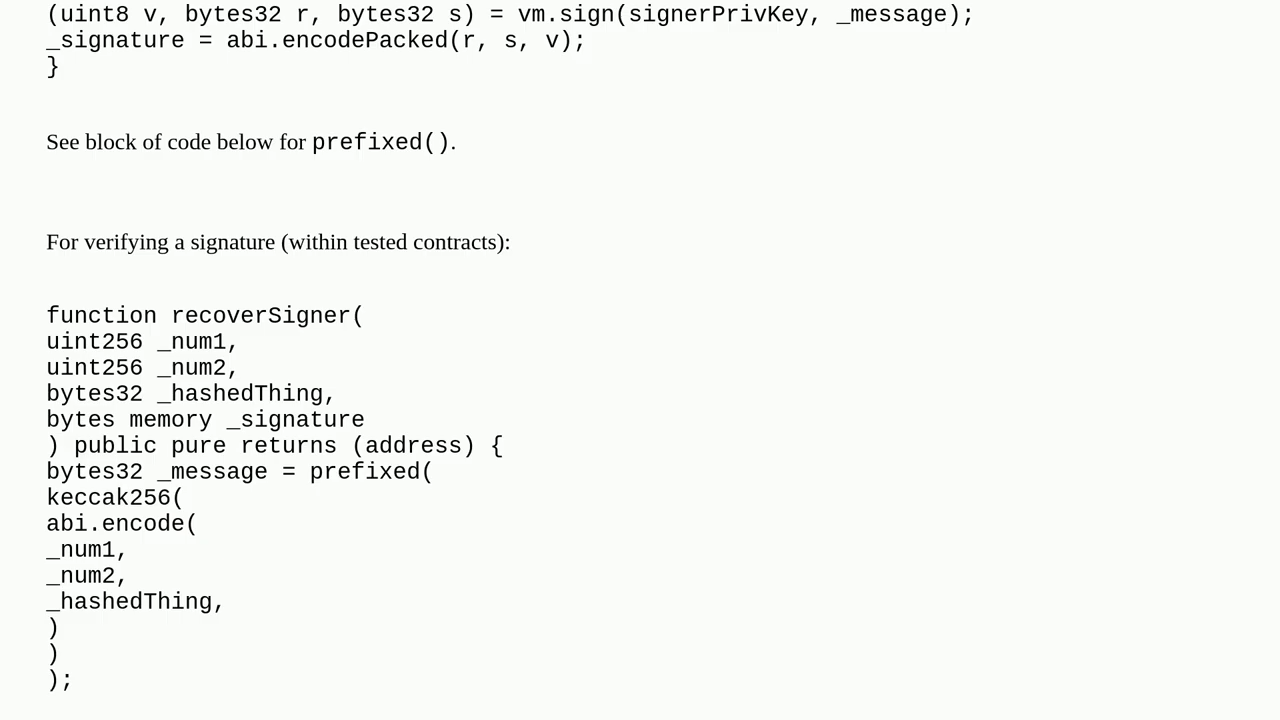 (uint8 v, bytes32 r, bytes32 s) = vm.sign(signerPrivKey, _message);
_signature = abi.encodePacked(r, s, v);
}
See block of code below for prefixed().
For verifying a signature (within tested contracts):
function recoverSigner(
uint256 _num1,
uint256 _num2,
bytes32 _hashedThing,
bytes memory _signature
) public pure returns (address) {
bytes32 _message = prefixed(
keccak256(
abi.encode(
_num1,
_num2,
_hashedThing,
)
)
);